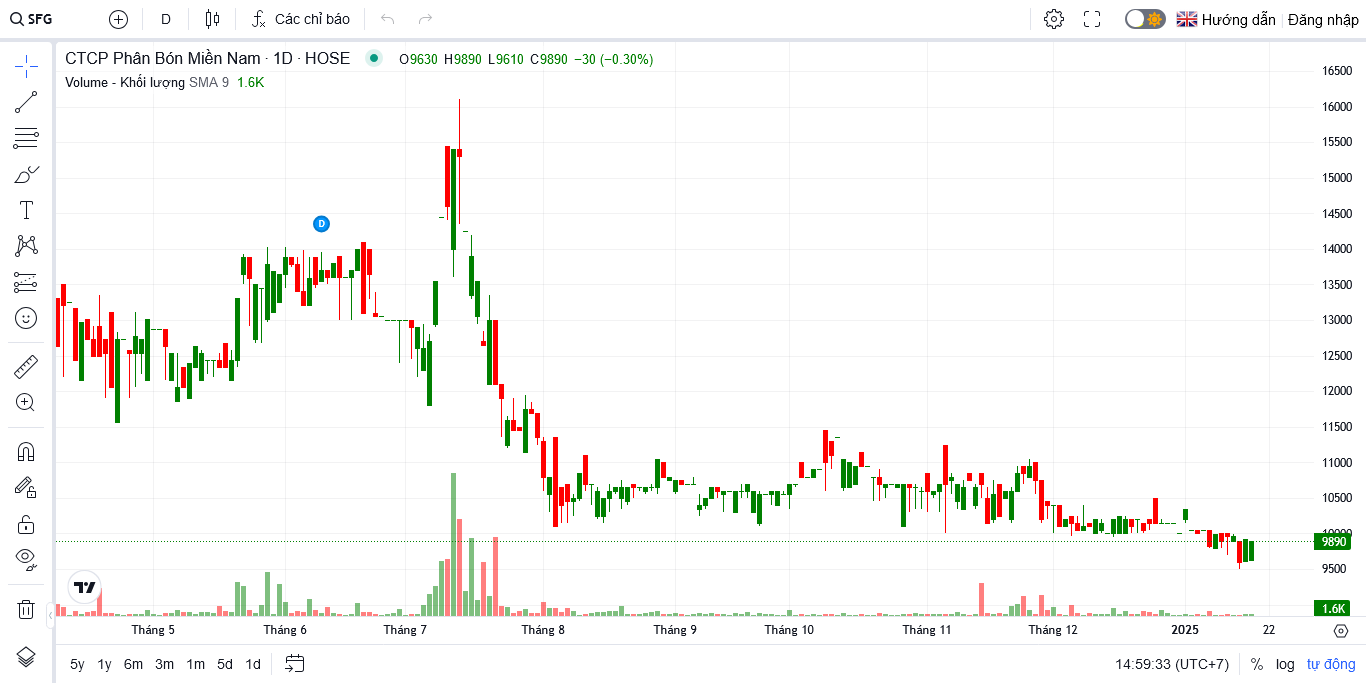 SFG D Các chỉ báo Hướng dẫn Đăng nhập
CTCP Phân Bón Miền Nam · 1D · HOSE O9630 H9890 L9610 C9890 −30 (−0.30%)
Volume - Khối lượng SMA 9 1.6K
D
16500
16000
15500
15000
14500
14000
13500
13000
12500
12000
11500
11000
10500
10000
9890
9500
1.6K
Tháng 5 Tháng 6 Tháng 7 Tháng 8 Tháng 9 Tháng 10 Tháng 11 Tháng 12 2025 22
5y 1y 6m 3m 1m 5d 1d 14:59:33 (UTC+7) % log tự động